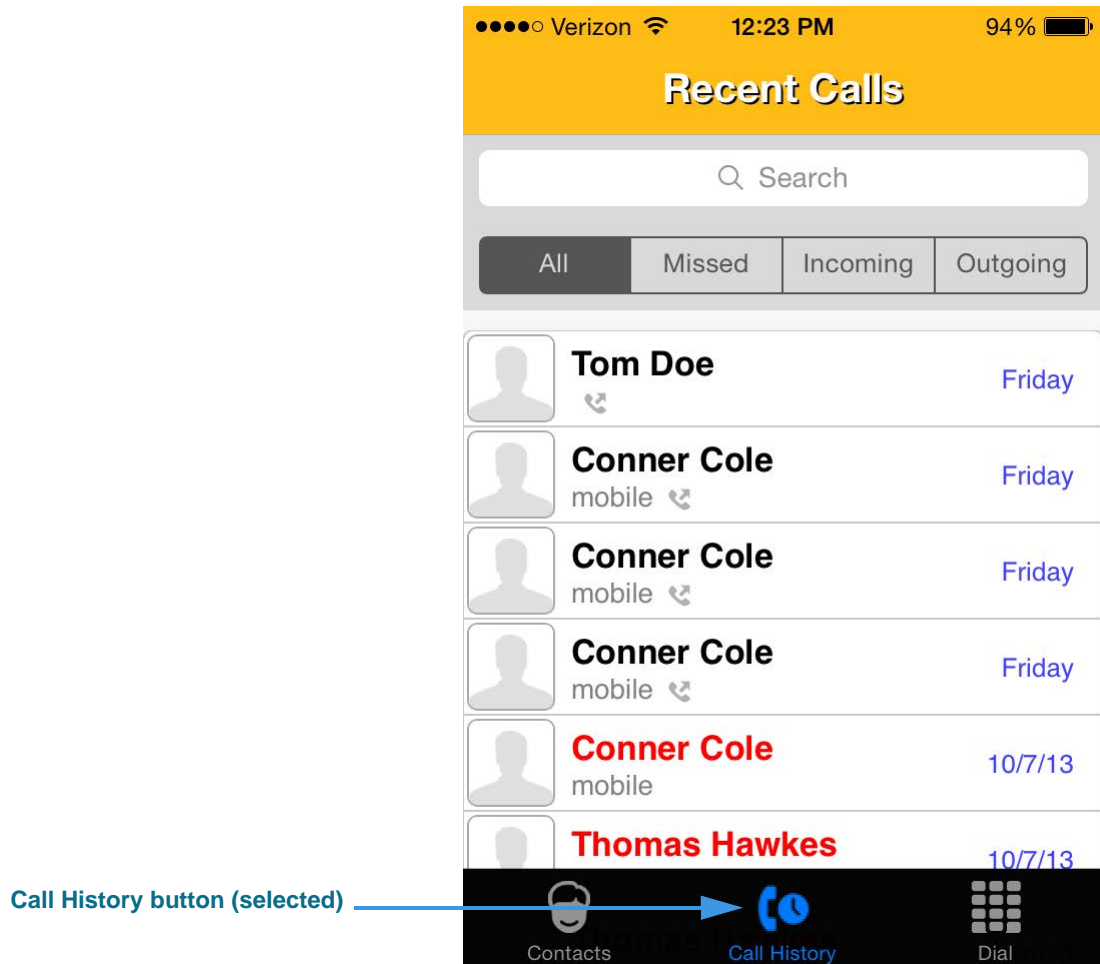 Verizon 12:23 PM 94%
Recent Calls
Search
All Missed Incoming Outgoing
Tom Doe
Friday
Conner Cole
mobile
Friday
Conner Cole
mobile
Friday
Conner Cole
mobile
Friday
Conner Cole
mobile
10/7/13
Thomas Hawkes
10/7/13
Call History button (selected)
Thomas Hawkes
Contacts Call History Dial